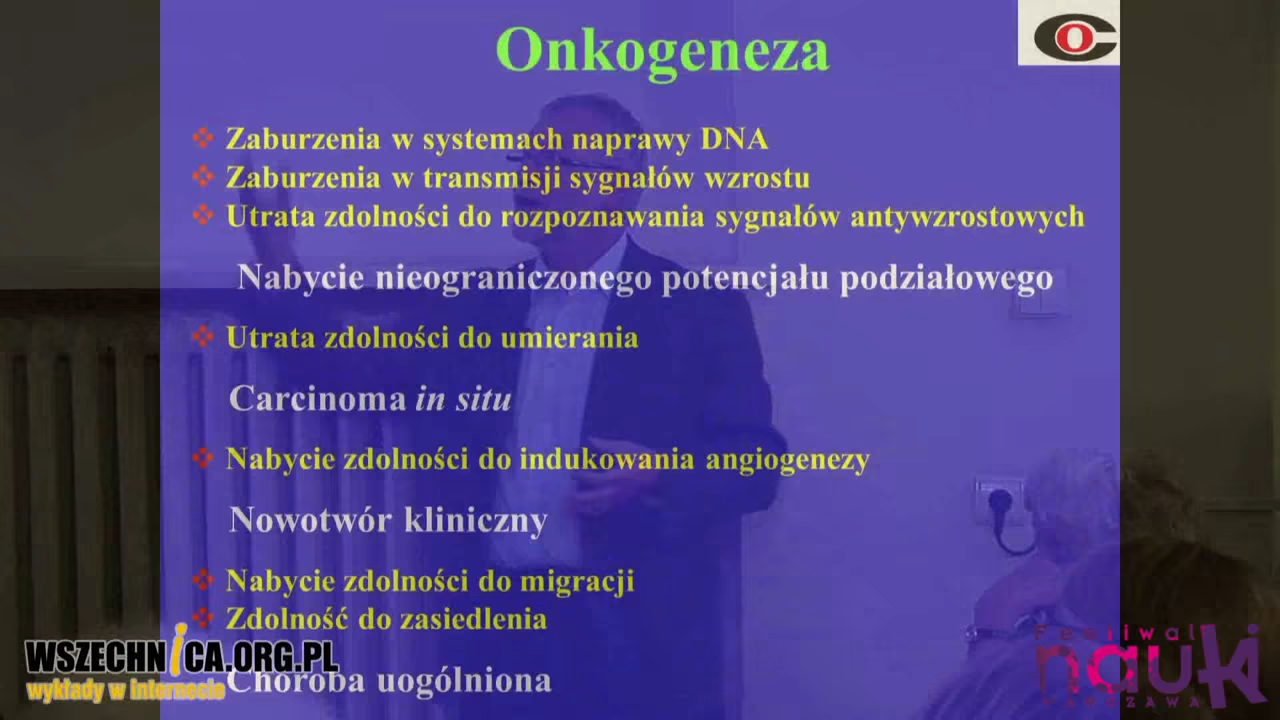 Onkogeneza
Zaburzenia w systemach naprawy DNA
Zaburzenia w transmisji sygnałów wzrostu
Utrata zdolności do rozpoznawania sygnałów antywzrostowych
Nabycie nieograniczonego potencjału podziałowego
Utrata zdolności do umierania
Carcinoma in situ
Nabycie zdolności do indukowania angiogenezy
Nowotwór kliniczny
Nabycie zdolności do migracji
Zdolność do zasiedlenia
Choroba uogólniona
WSZECHNICA.ORG.PL
wykłady w internecie
Festiwal
nauki
WARSZAWA